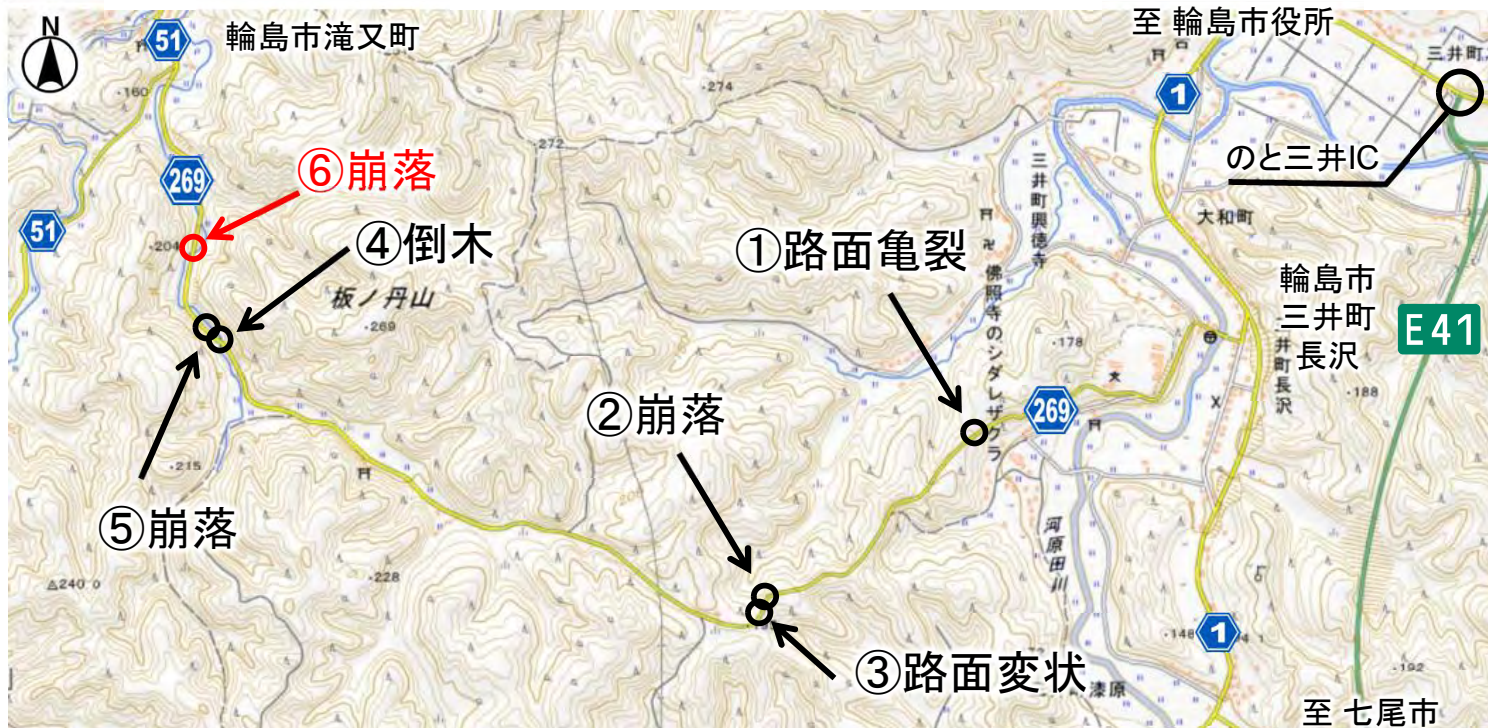 N
51
輪島市滝又町
至 輪島市役所
三井町
1
のと三井IC
・160
・274
・272
269
⑥崩落
・204
51
④倒木
板ノ丹山
・269
①路面亀裂
三井町興徳寺
佛照寺のシダレザクラ
大和町
輪島市
三井町
長沢
E41
・178
269
井町長沢
・188
②崩落
・215
⑤崩落
河原田川
△240.0
・228
1
・148
③路面変状
漆原
・192
至 七尾市